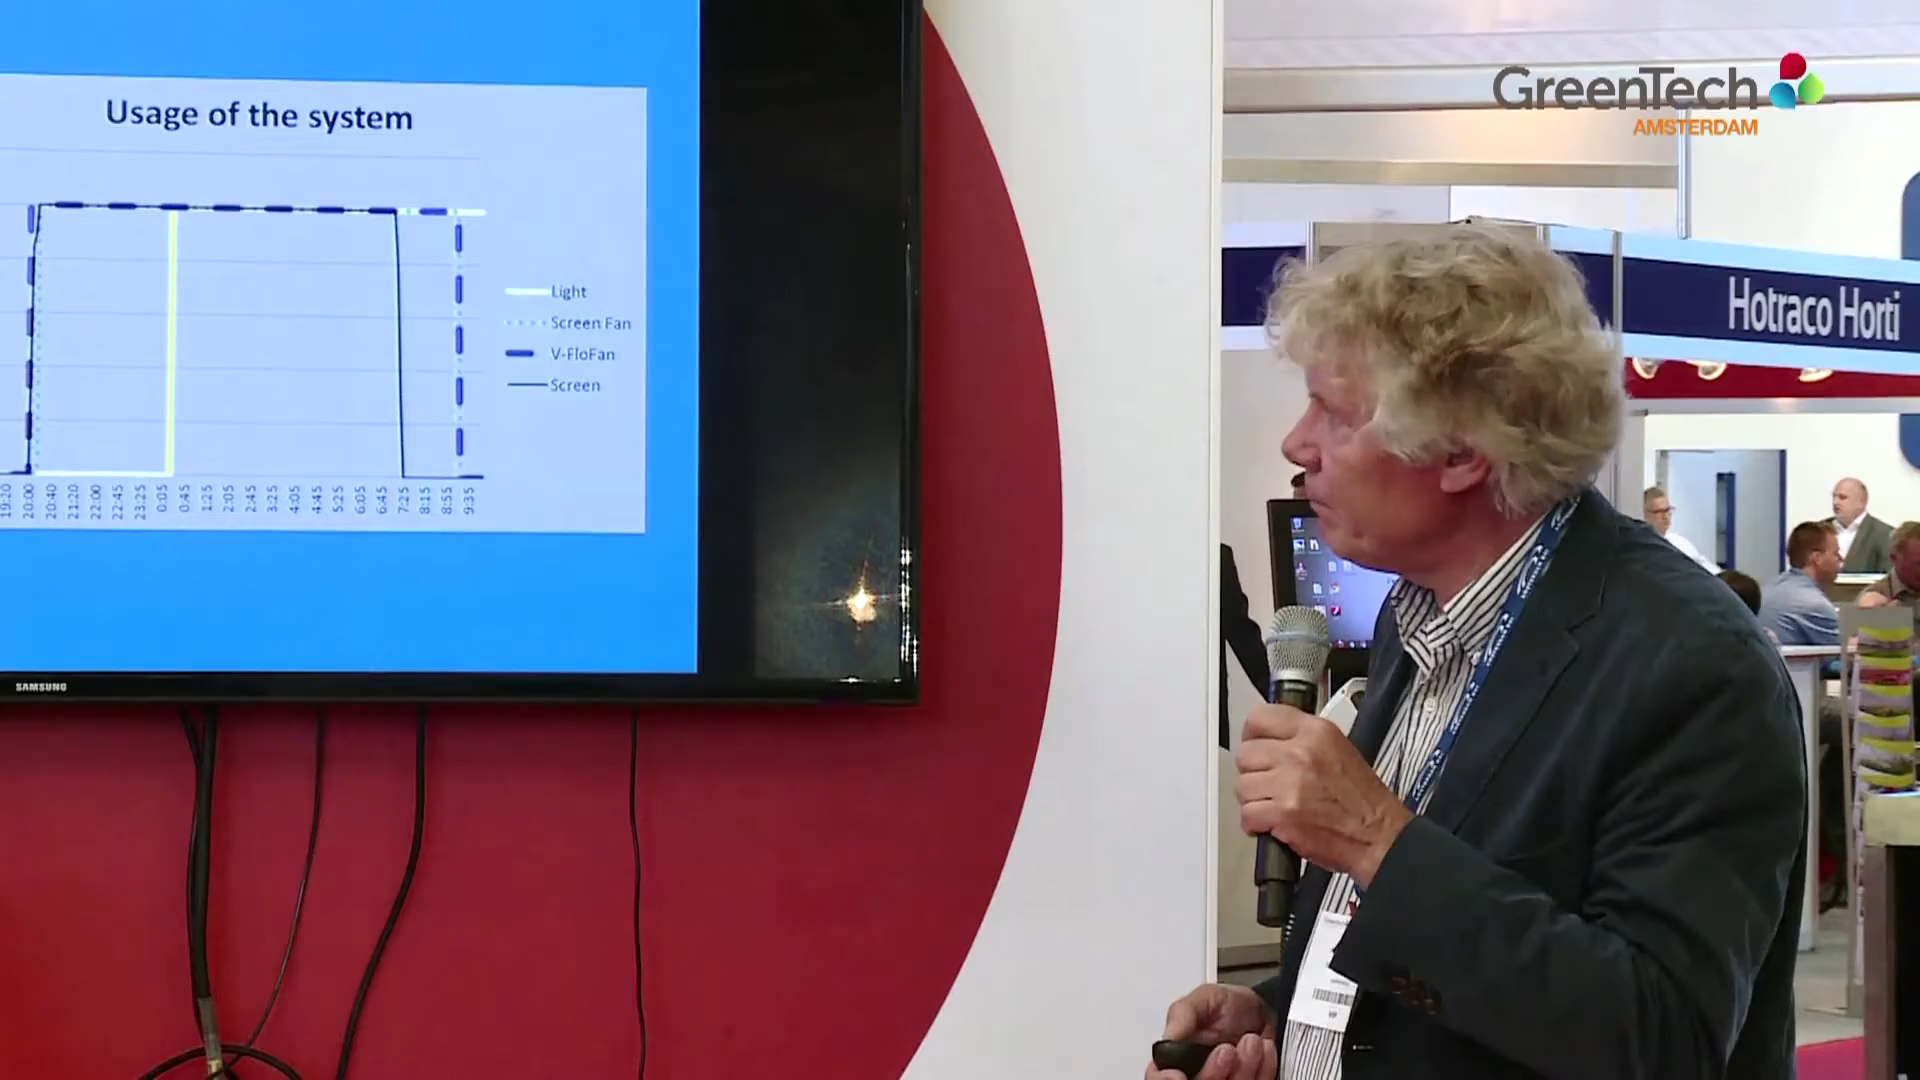 GreenTech
AMSTERDAM
Usage of the system
Light
Screen Fan
V-FloFan
Screen
19:20
20:00
20:40
21:20
22:00
22:45
23:25
0:05
0:45
1:25
2:05
2:45
3:25
4:05
4:45
5:25
6:05
6:45
7:25
8:15
8:55
9:35
SAMSUNG
Hotraco Horti
VIP